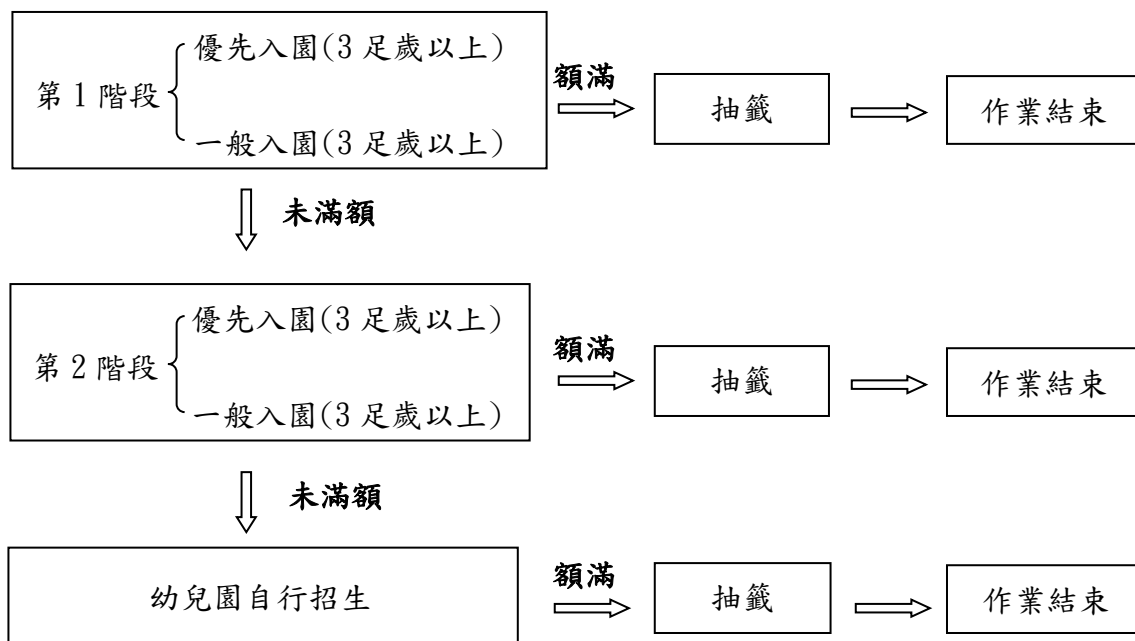 優先入園(3 足歲以上)
第 1 階段
一般入園(3 足歲以上)
額滿
抽籤
作業結束
未滿額
優先入園(3 足歲以上)
第 2 階段
一般入園(3 足歲以上)
額滿
抽籤
作業結束
未滿額
幼兒園自行招生
額滿
抽籤
作業結束